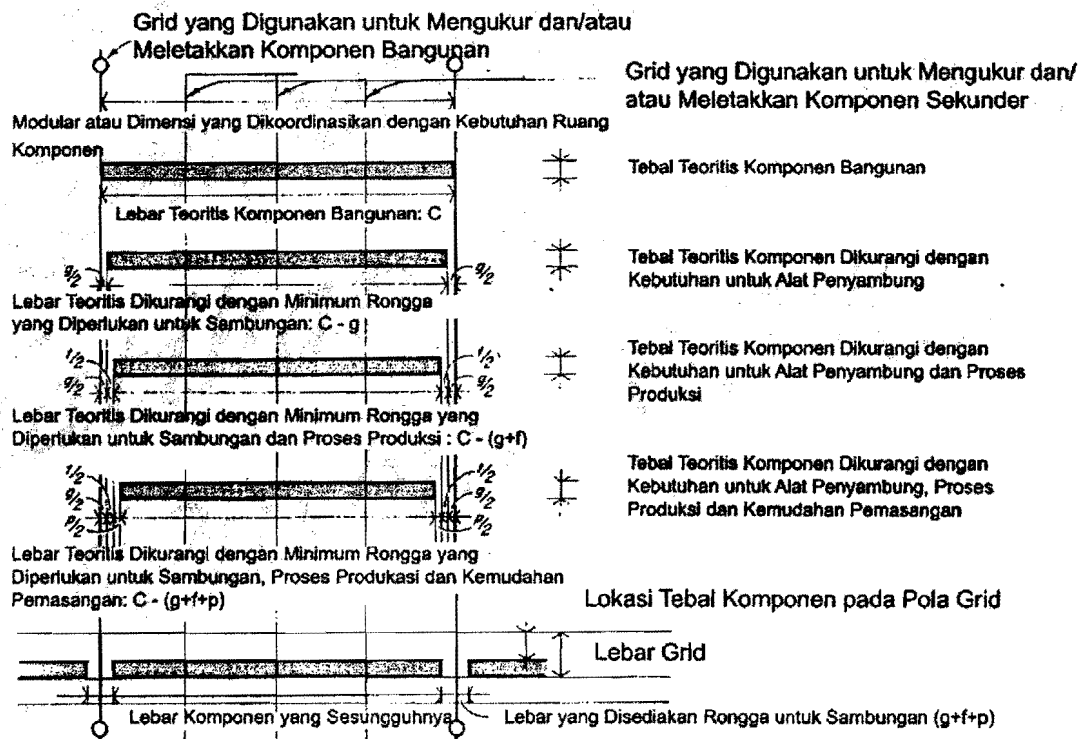 Grid yang Digunakan untuk Mengukur dan/atau
Meletakkan Komponen Bangunan
Grid yang Digunakan untuk Mengukur dan/
atau Meletakkan Komponen Sekunder
Modular atau Dimensi yang Dikoordinasikan dengan Kebutuhan Ruang
Komponen
Tebal Teoritis Komponen Bangunan
Lebar Teoritis Komponen Bangunan: C
g/2
g/2
Tebal Teoritis Komponen Dikurangi dengan
Kebutuhan untuk Alat Penyambung
Lebar Teoritis Dikurangi dengan Minimum Rongga
yang Diperlukan untuk Sambungan: C - g
f/2
g/2
f/2
g/2
Tebal Teoritis Komponen Dikurangi dengan
Kebutuhan untuk Alat Penyambung dan Proses
Produksi
Lebar Teoritis Dikurangi dengan Minimum Rongga yang
Diperlukan untuk Sambungan dan Proses Produksi : C - (g+f)
f/2
g/2
p/2
f/2
g/2
p/2
Tebal Teoritis Komponen Dikurangi dengan
Kebutuhan untuk Alat Penyambung, Proses
Produksi dan Kemudahan Pemasangan
Lebar Teoritis Dikurangi dengan Minimum Rongga yang
Diperlukan untuk Sambungan, Proses Produkasi dan Kemudahan
Pemasangan: C - (g+f+p)
Lokasi Tebal Komponen pada Pola Grid
Lebar Grid
Lebar Komponen yang Sesungguhnya
Lebar yang Disediakan Rongga untuk Sambungan (g+f+p)